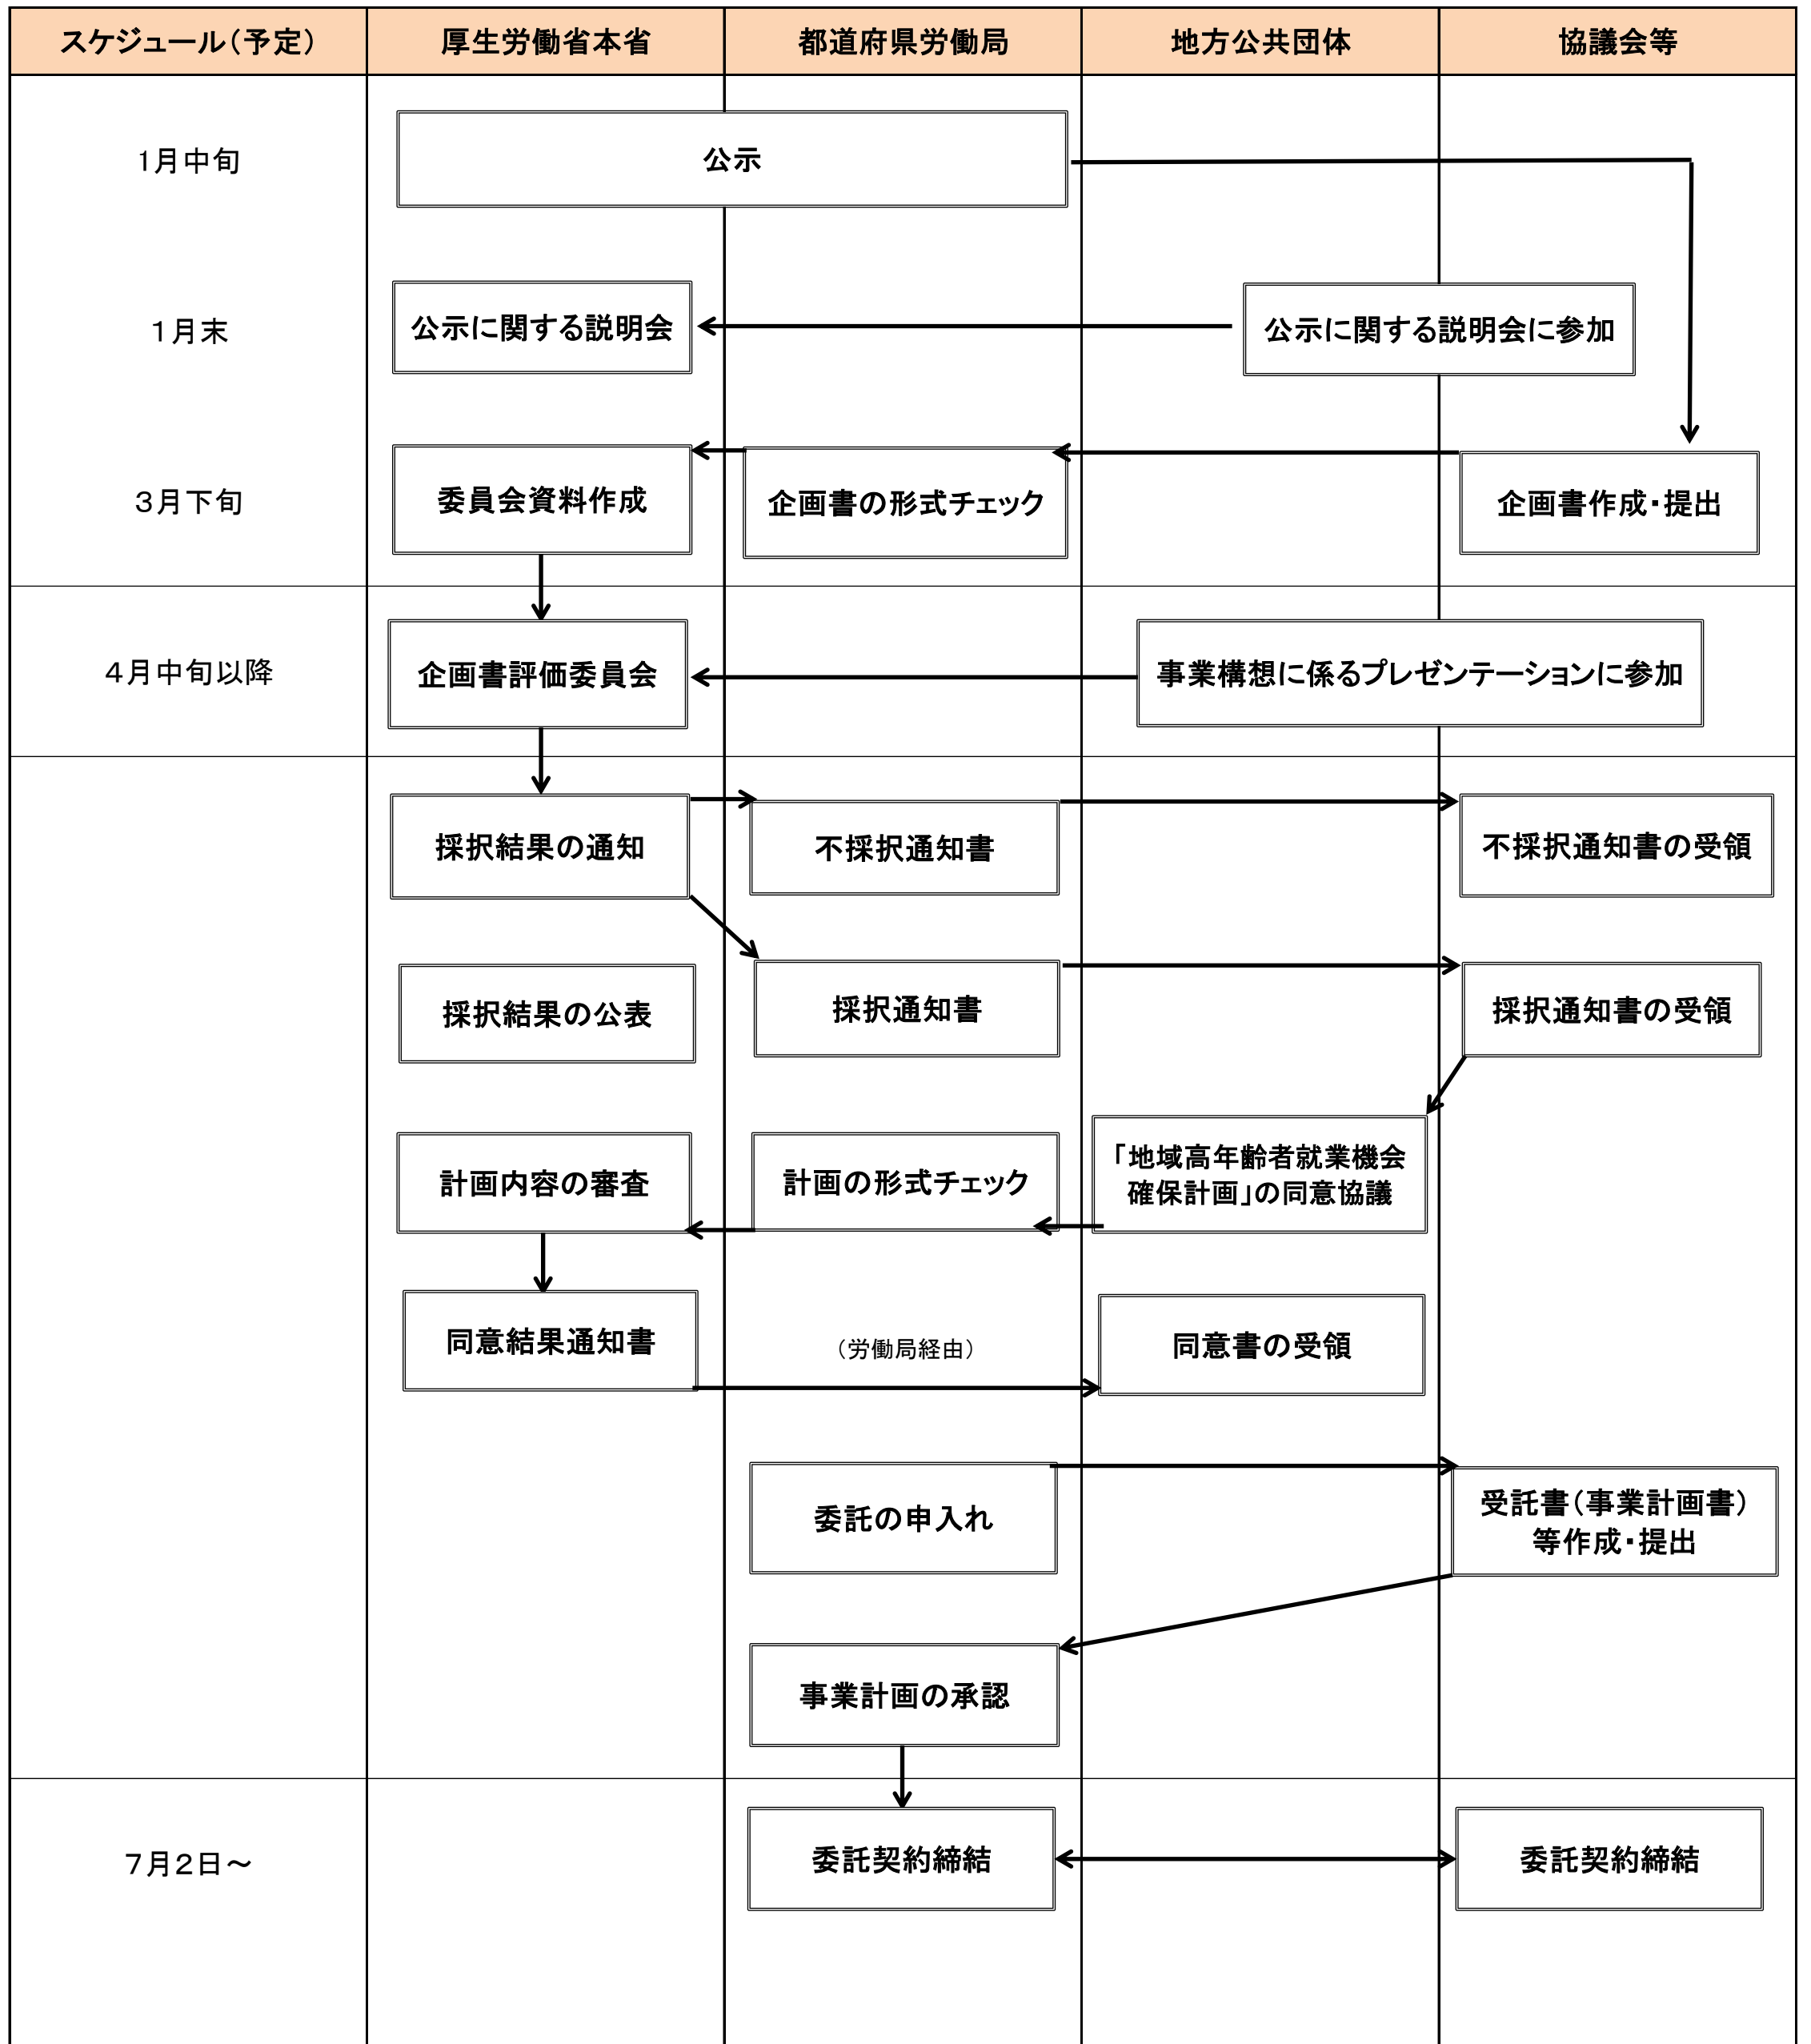 スケジュール（予定）
厚生労働省本省
都道府県労働局
地方公共団体
協議会等
1月中旬
公示
1月末
公示に関する説明会
公示に関する説明会に参加
3月下旬
委員会資料作成
企画書の形式チェック
企画書作成・提出
4月中旬以降
企画書評価委員会
事業構想に係るプレゼンテーションに参加
採択結果の通知
不採択通知書
不採択通知書の受領
採択結果の公表
採択通知書
採択通知書の受領
計画内容の審査
計画の形式チェック
「地域高年齢者就業機会
確保計画」の同意協議
同意結果通知書
（労働局経由）
同意書の受領
委託の申入れ
受託書（事業計画書）
等作成・提出
事業計画の承認
7月2日～
委託契約締結
委託契約締結